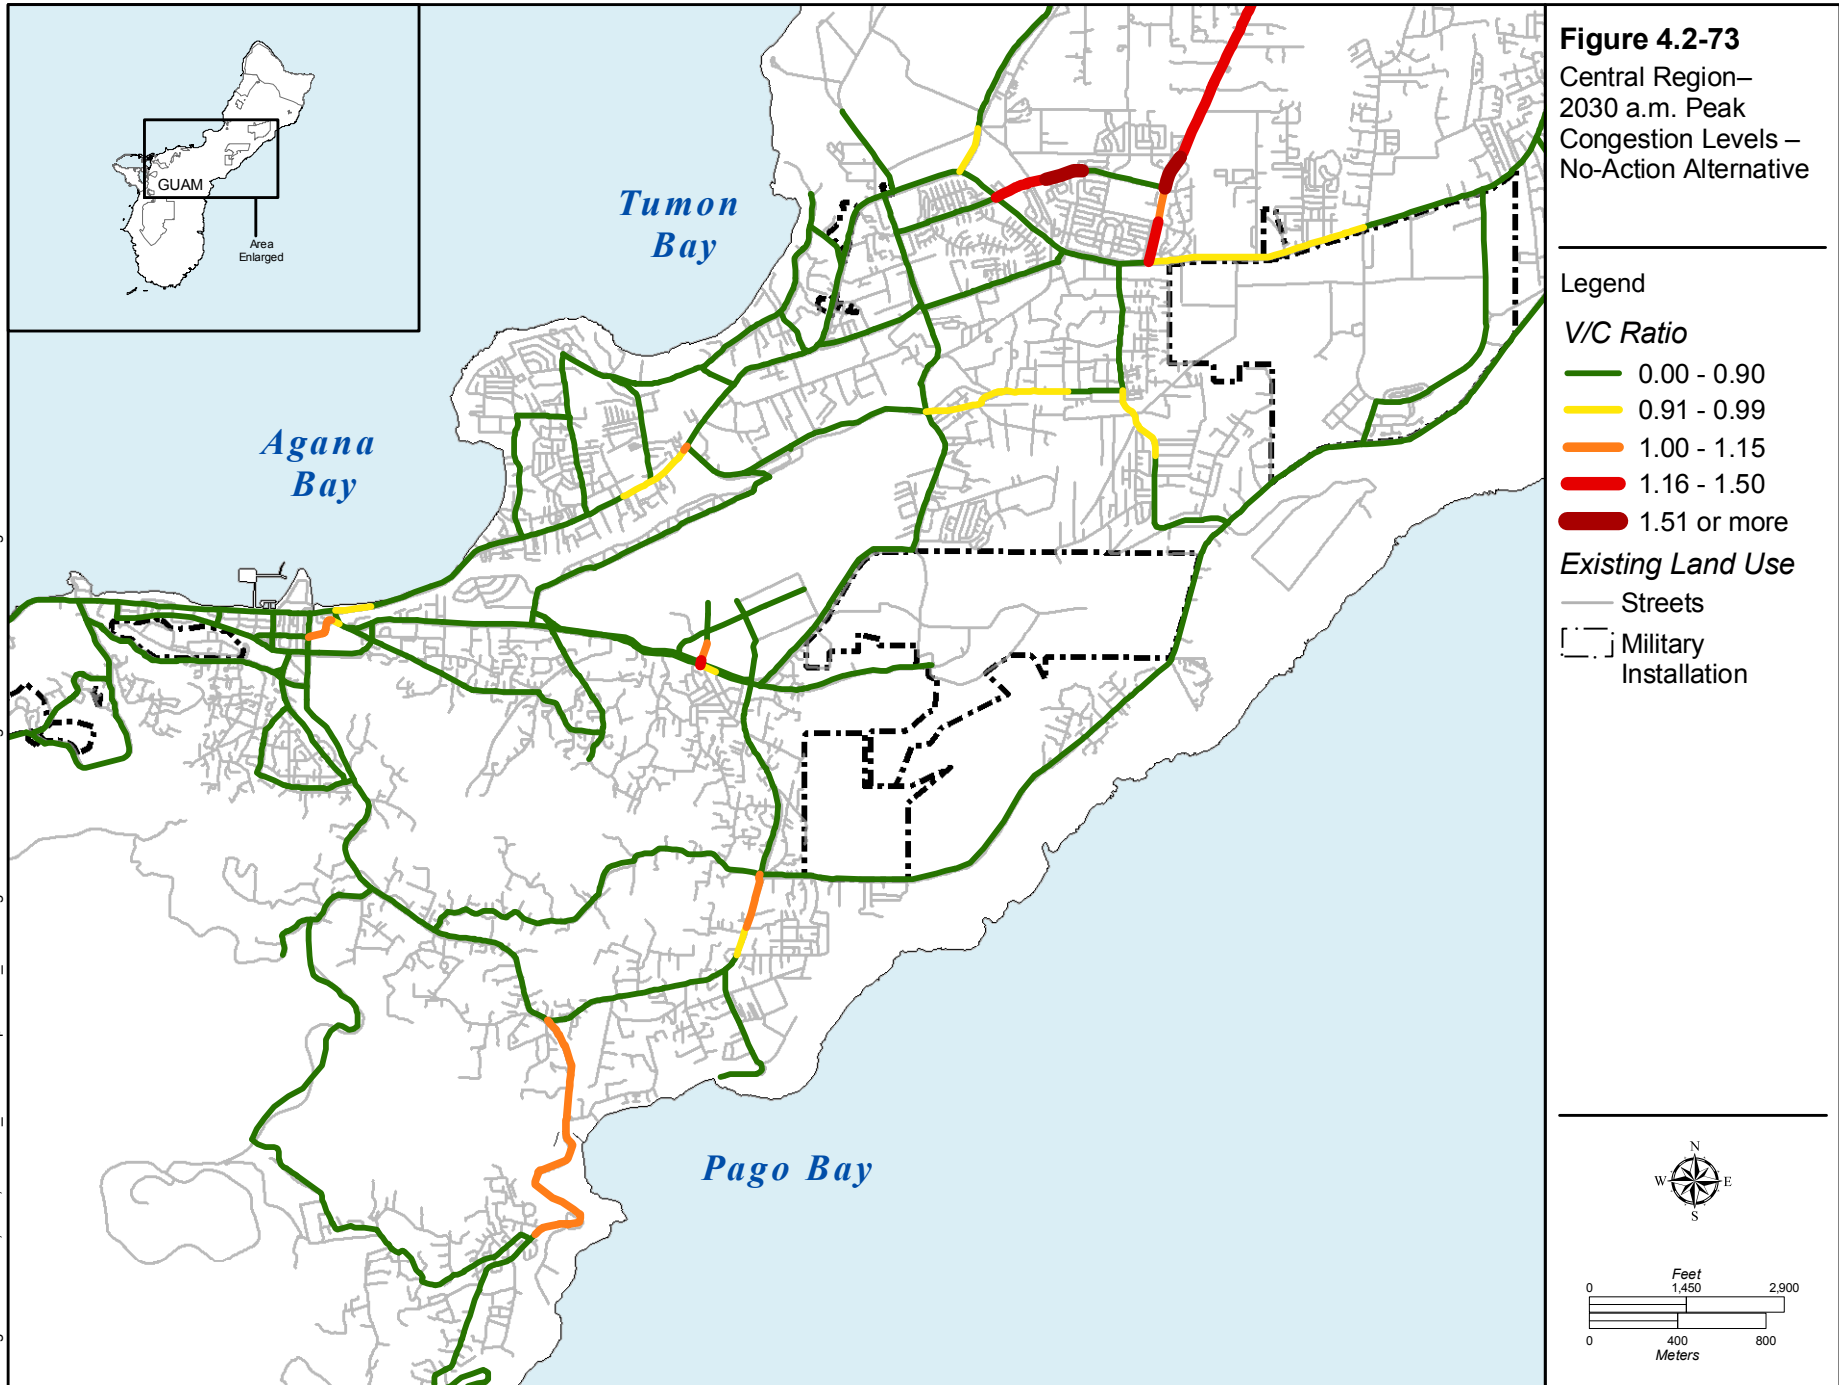 Figure 4.2-73
Central Region–
2030 a.m. Peak
Congestion Levels –
No-Action Alternative
GUAM
Area
Enlarged
Tumon
Bay
Agana
Bay
Pago Bay
Legend
V/C Ratio
0.00 - 0.90
0.91 - 0.99
1.00 - 1.15
1.16 - 1.50
1.51 or more
Existing Land Use
Streets
Military
Installation
N
W E
S
Feet
0 1,450 2,900
0 400 800
Meters